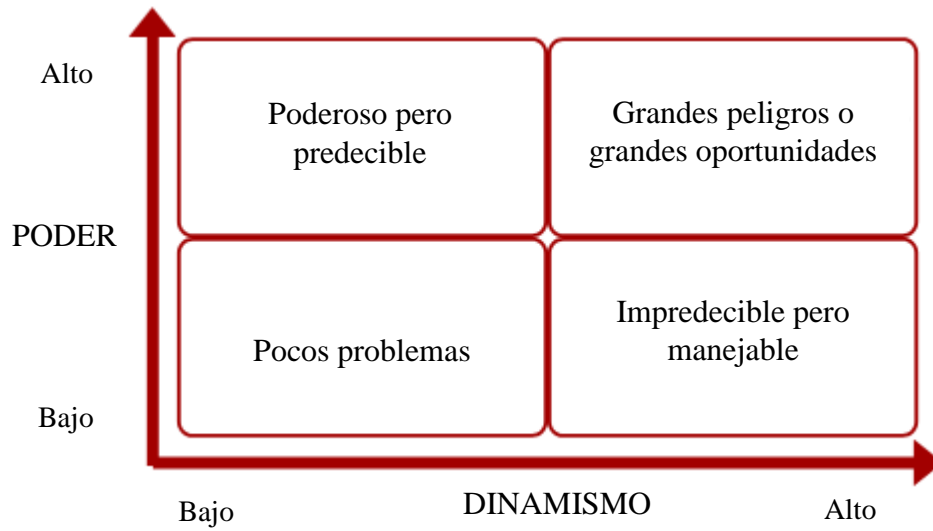 Alto
Poderoso pero
predecible
Grandes peligros o
grandes oportunidades
PODER
Pocos problemas
Impredecible pero
manejable
Bajo
Bajo
DINAMISMO
Alto